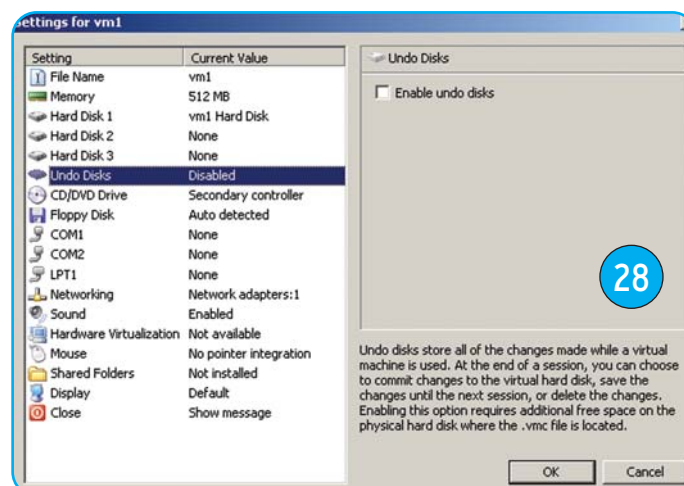 Settings for vm1
Setting Current Value
File Name vm1
Memory 512 MB
Hard Disk 1 vm1 Hard Disk
Hard Disk 2 None
Hard Disk 3 None
Undo Disks Disabled
CD/DVD Drive Secondary controller
Floppy Disk Auto detected
COM1 None
COM2 None
LPT1 None
Networking Network adapters:1
Sound Enabled
Hardware Virtualization Not available
Mouse No pointer integration
Shared Folders Not installed
Display Default
Close Show message
Undo Disks
Enable undo disks
28
Undo disks store all of the changes made while a virtual
machine is used. At the end of a session, you can choose
to commit changes to the virtual hard disk, save the
changes until the next session, or delete the changes.
Enabling this option requires additional free space on the
physical hard disk where the .vmc file is located.
OK Cancel